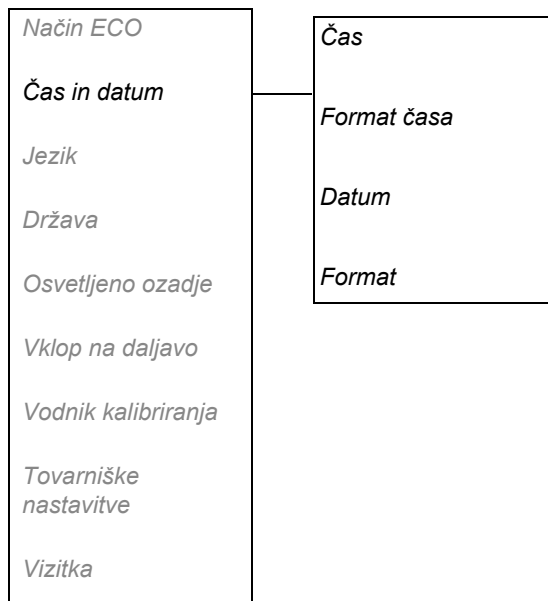 Način ECO
Čas in datum
Jezik
Država
Osvetljeno ozadje
Vklop na daljavo
Vodnik kalibriranja
Tovarniške
nastavitve
Vizitka
Čas
Format časa
Datum
Format